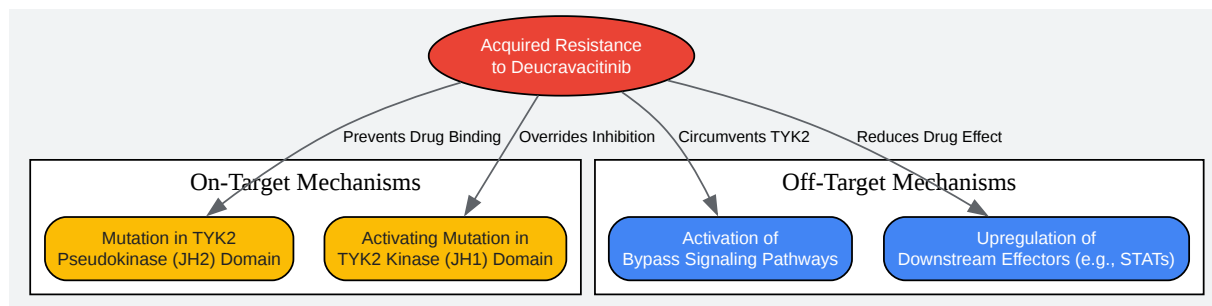 Acquired Resistance
to Deucravacitinib
Prevents Drug Binding
Overrides Inhibition
Circumvents TYK2
Reduces Drug Effect
On-Target Mechanisms
Off-Target Mechanisms
Mutation in TYK2
Pseudokinase (JH2) Domain
Activating Mutation in
TYK2 Kinase (JH1) Domain
Activation of
Bypass Signaling Pathways
Upregulation of
Downstream Effectors (e.g., STATs)